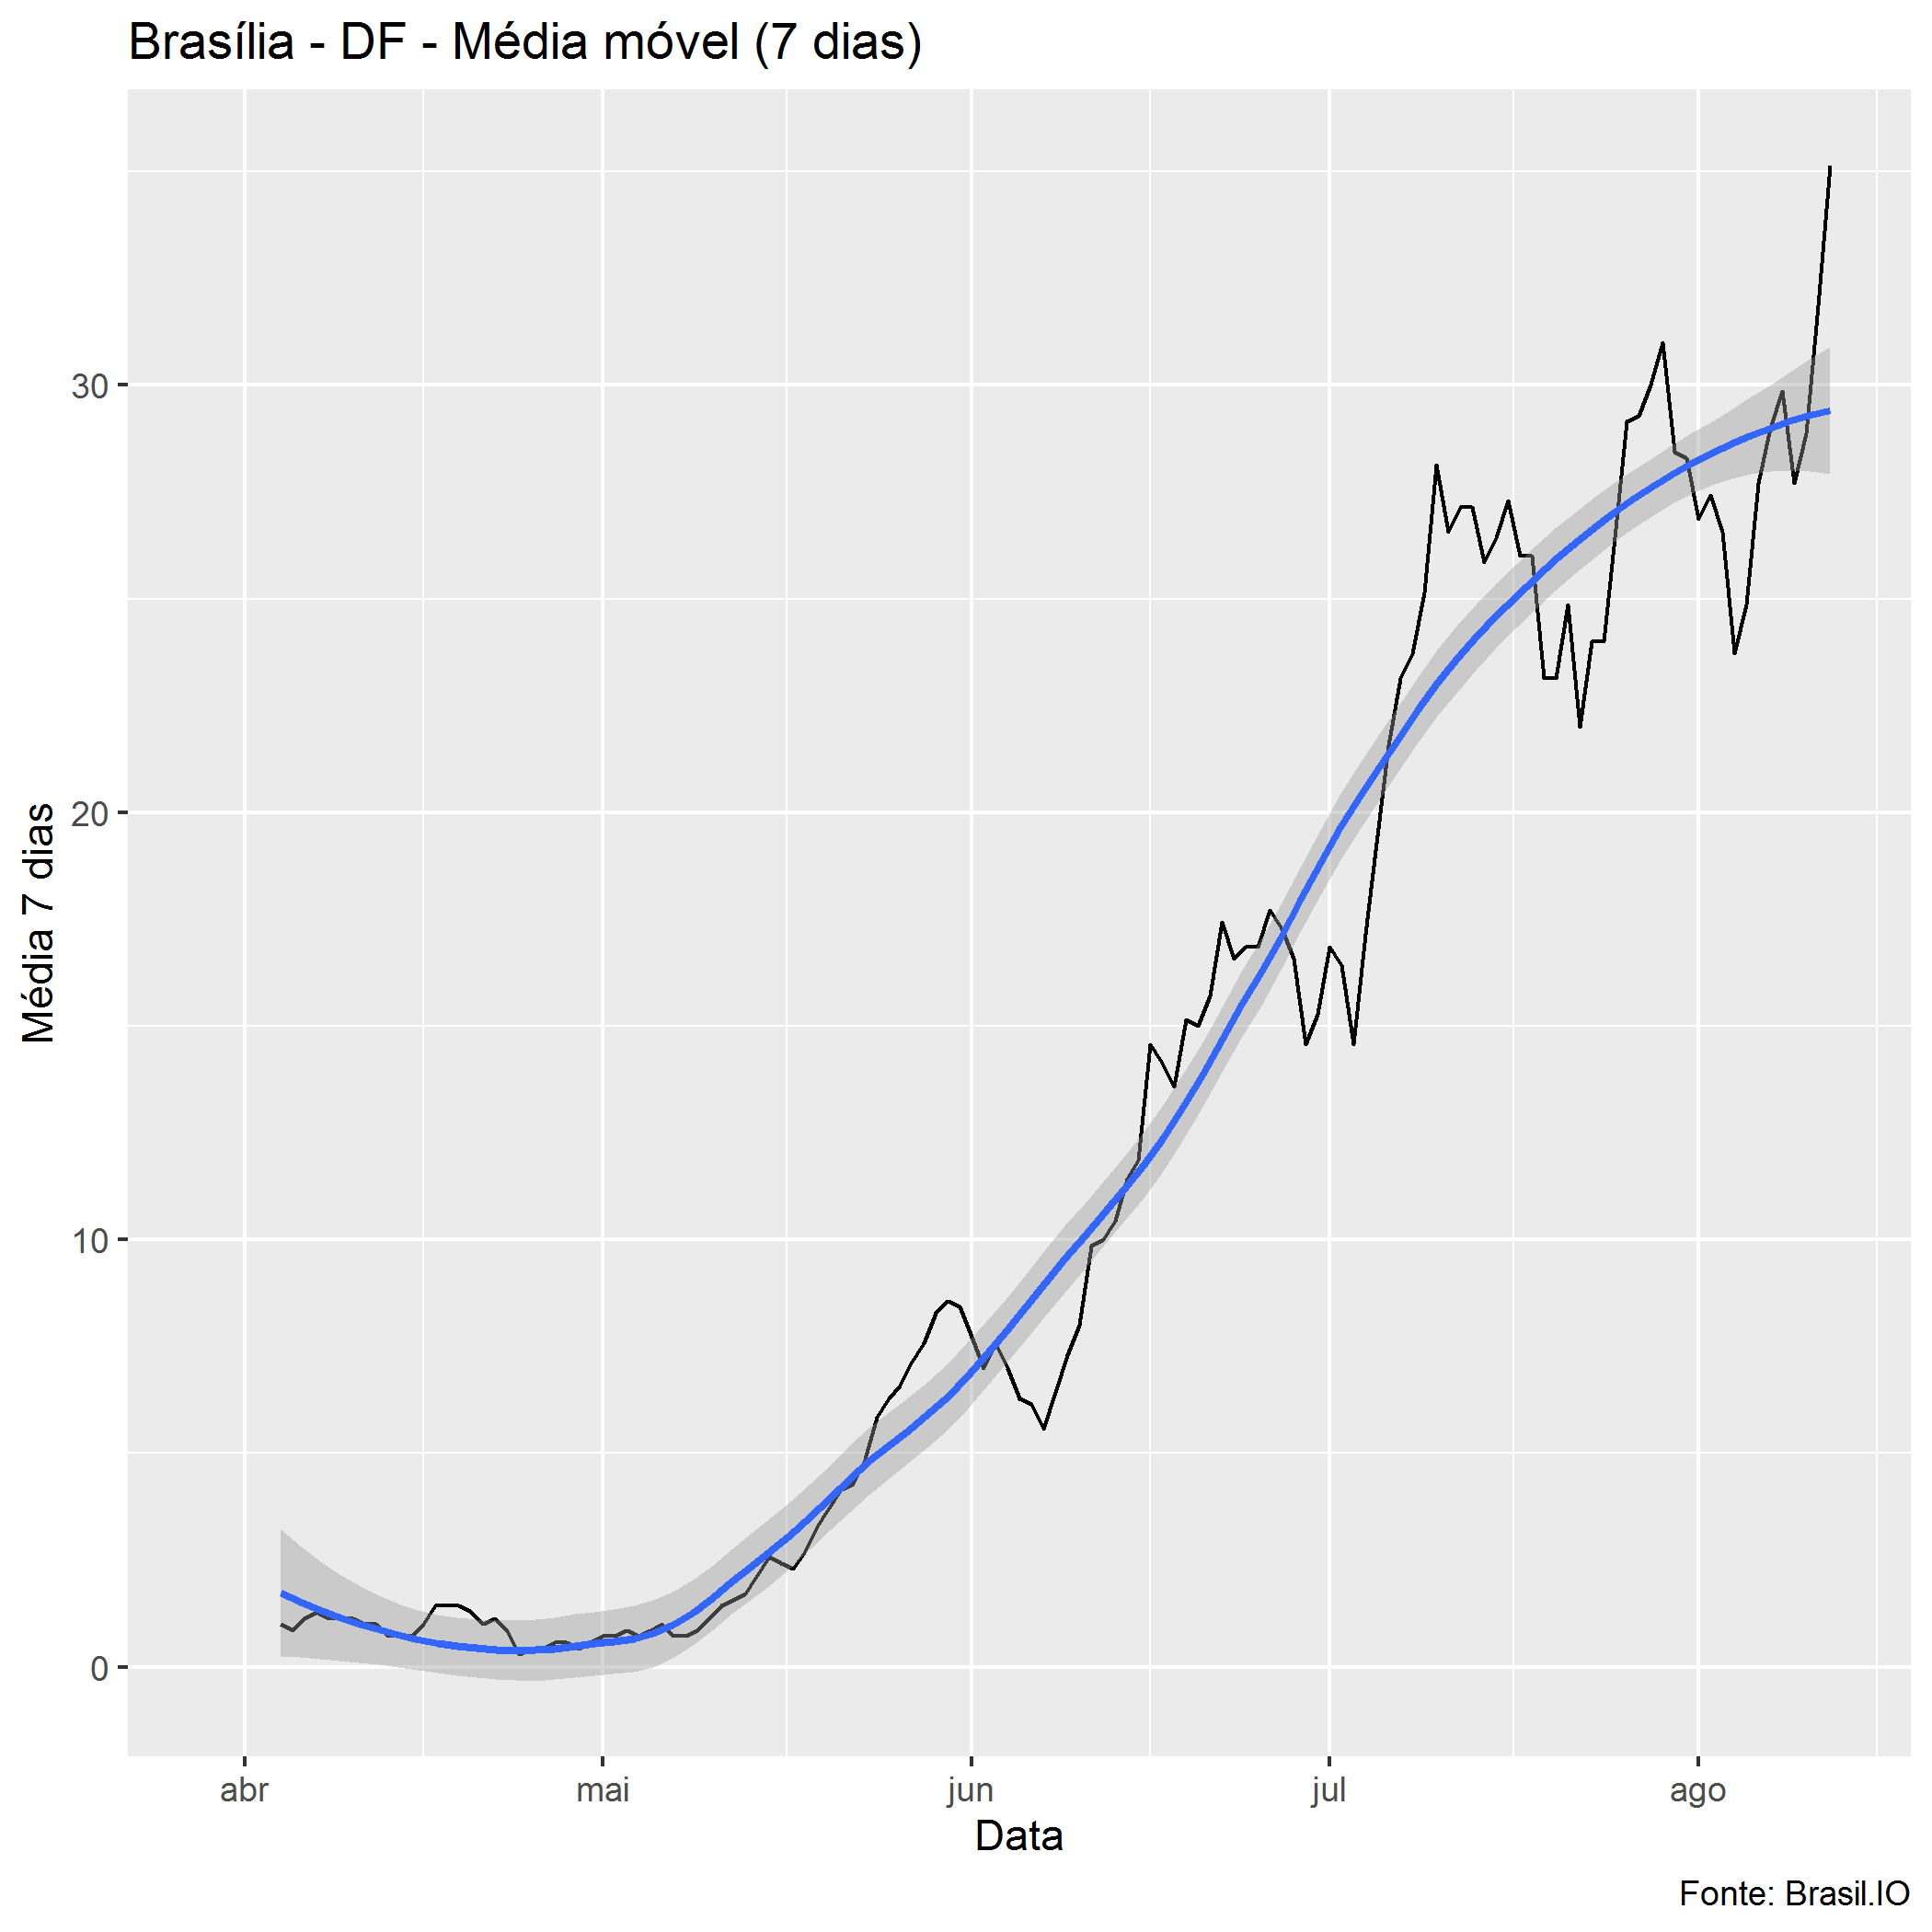 Brasília - DF - Média móvel (7 dias)
Média 7 dias
30
20
10
0
abr mai jun jul ago
Data
Fonte: Brasil.IO